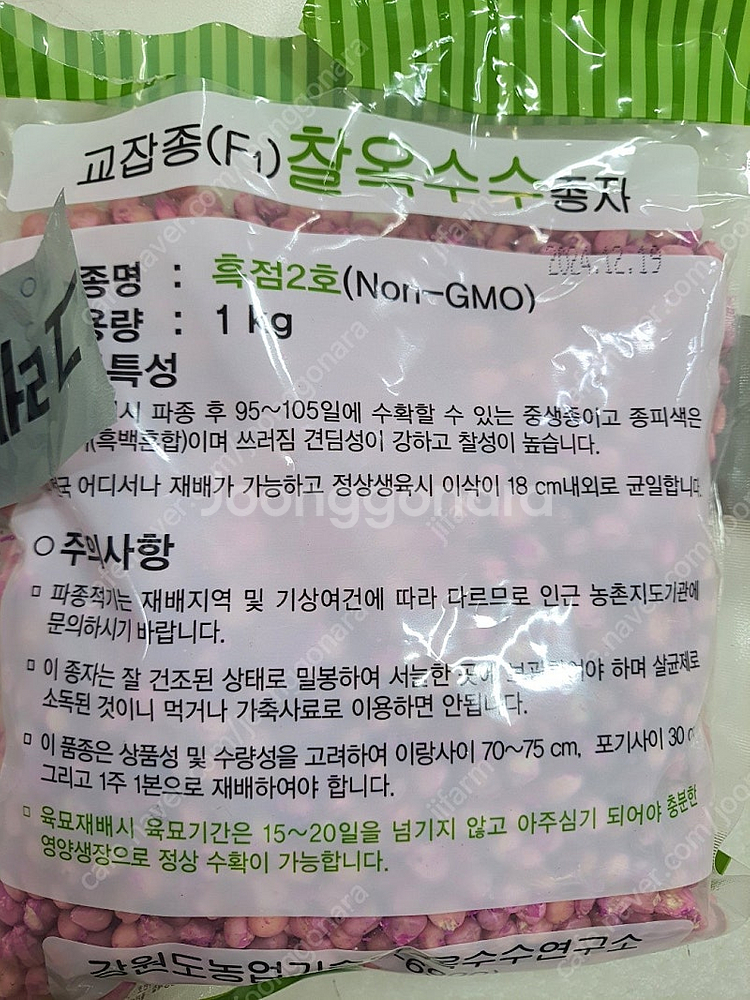 교잡종(F₁)찰옥수수종자
2024.12.19
종명 : 흑점2호(Non-GMO)
용량 : 1 kg
특성
시 파종 후 95~105일에 수확할 수 있는 중생종이고 종피색은
(흑백혼합)이며 쓰러짐 견딤성이 강하고 찰성이 높습니다.
어디서나 재배가 가능하고 정상생육시 이삭이 18 cm내외로 균일합니다
○ 주의사항
▫ 파종적기는 재배지역 및 기상여건에 따라 다르므로 인근 농촌지도기관에
문의하시기 바랍니다.
▫ 이 종자는 잘 건조된 상태로 밀봉하여 서늘한 곳에 하며 살균제로
소독된 것이니 먹거나 가축사료로 이용하면 안됩니다.
▫ 이 품종은 상품성 및 수량성을 고려하여 이랑사이 70~75 cm, 포기사이 30
그리고 1주 1본으로 재배하여야 합니다.
▫ 육묘재배시 육묘기간은 15~20일을 넘기지 않고 아주심기 되어야 충분한
영양생장으로 정상 수확이 가능합니다.
강원도농업기술 옥수수연구소
Joonggonara